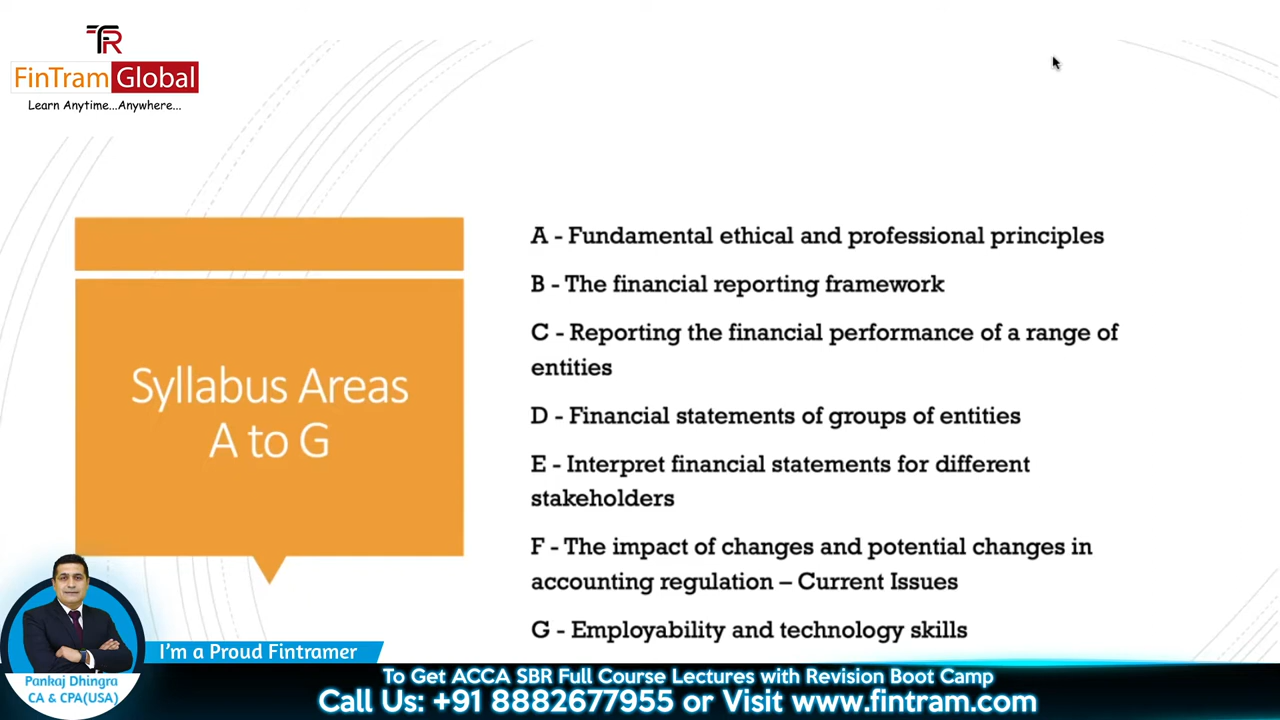 FR
FinTram Global
Learn Anytime...Anywhere...
Syllabus Areas
A to G
A - Fundamental ethical and professional principles
B - The financial reporting framework
C - Reporting the financial performance of a range of
entities
D - Financial statements of groups of entities
E - Interpret financial statements for different
stakeholders
F - The impact of changes and potential changes in
accounting regulation – Current Issues
G - Employability and technology skills
I'm a Proud Fintramer
Pankaj Dhingra
CA & CPA(USA)
To Get ACCA SBR Full Course Lectures with Revision Boot Camp
Call Us: +91 8882677955 or Visit www.fintram.com